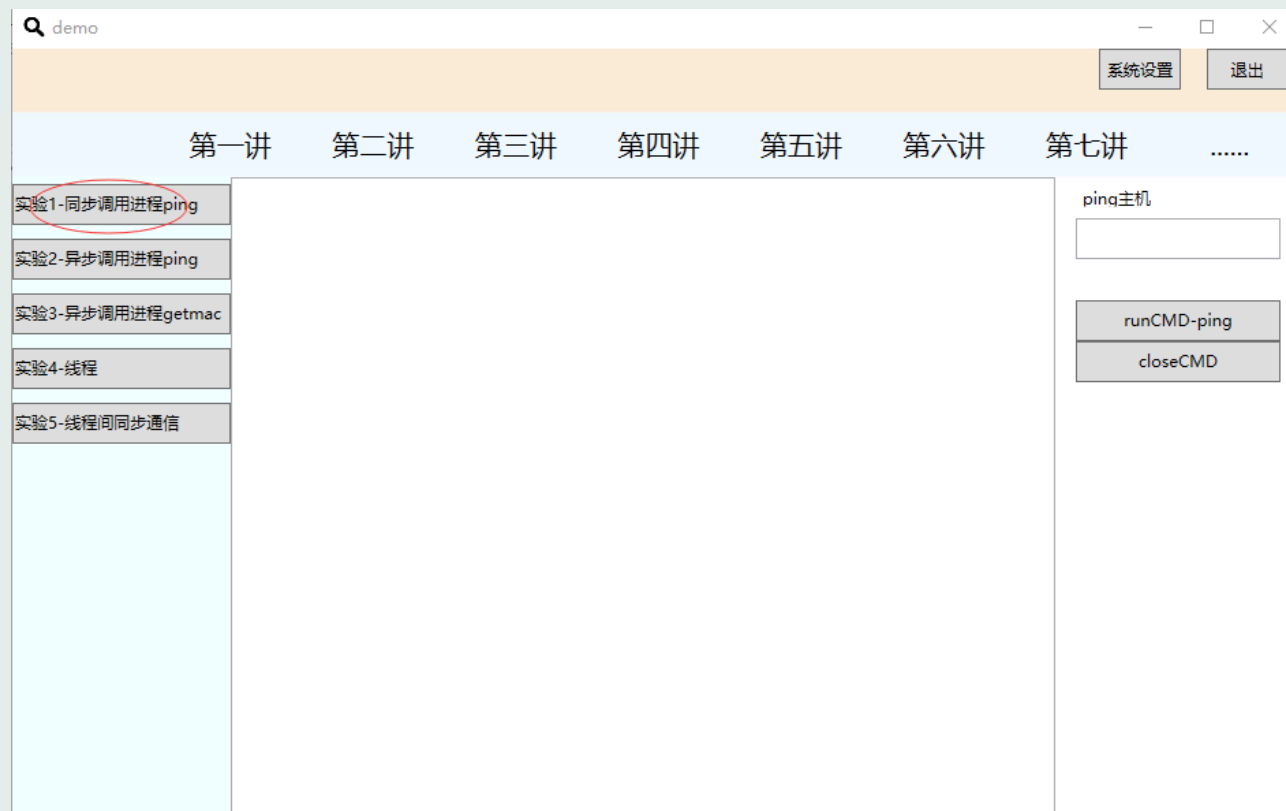 demo
系统设置 退出
第一讲 第二讲 第三讲 第四讲 第五讲 第六讲 第七讲 ......
实验1-同步调用进程ping
实验2-异步调用进程ping
实验3-异步调用进程getmac
实验4-线程
实验5-线程间同步通信
ping主机
runCMD-ping
closeCMD